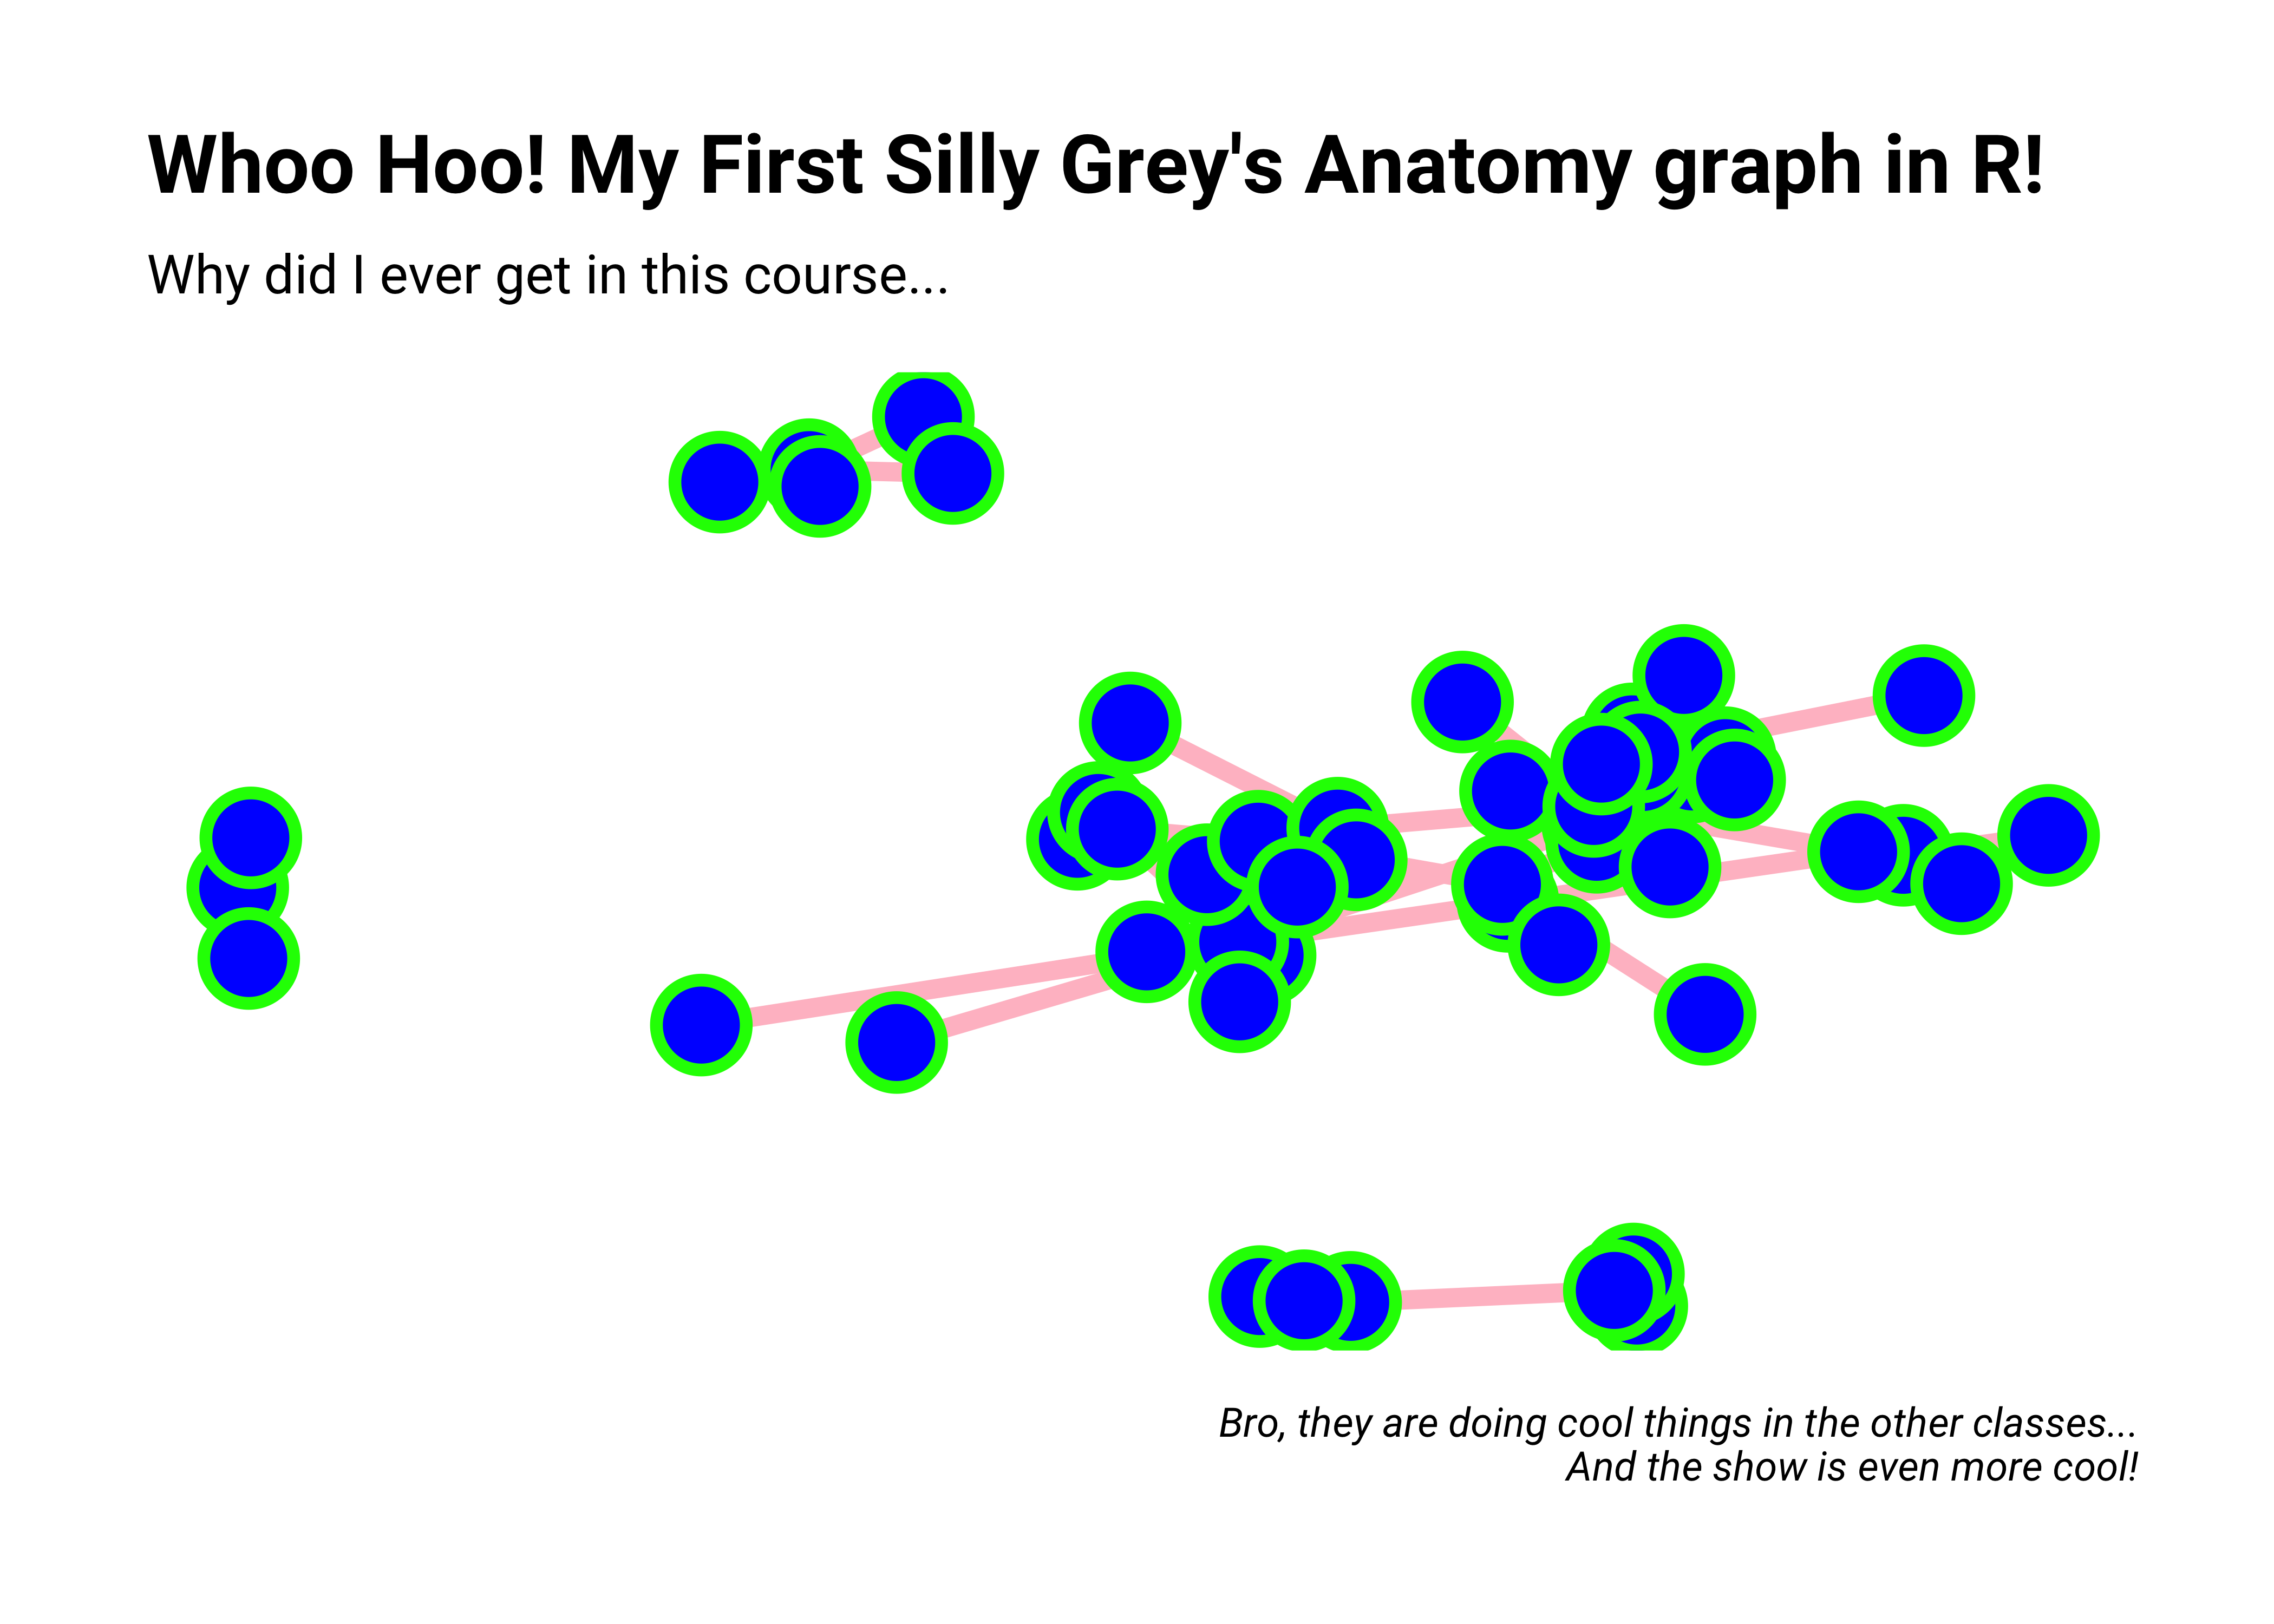 Whoo Hoo! My First Silly Grey's Anatomy graph in R!
Why did I ever get in this course...
Bro, they are doing cool things in the other classes...
And the show is even more cool!